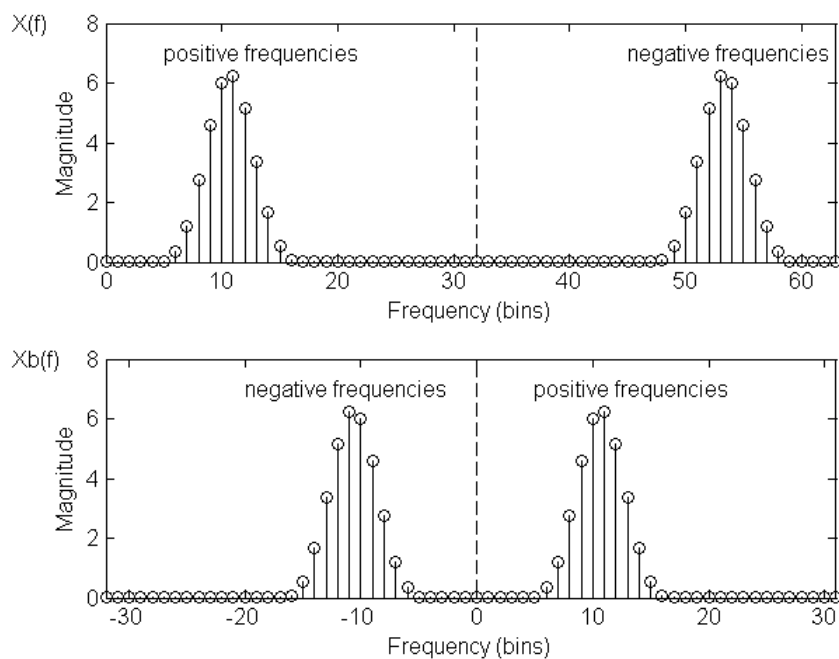 X(f)
8
positive frequencies
negative frequencies
6
4
2
0
Magnitude
0 10 20 30 40 50 60
Frequency (bins)
Xb(f)
8
negative frequencies
positive frequencies
6
4
2
0
Magnitude
-30 -20 -10 0 10 20 30
Frequency (bins)